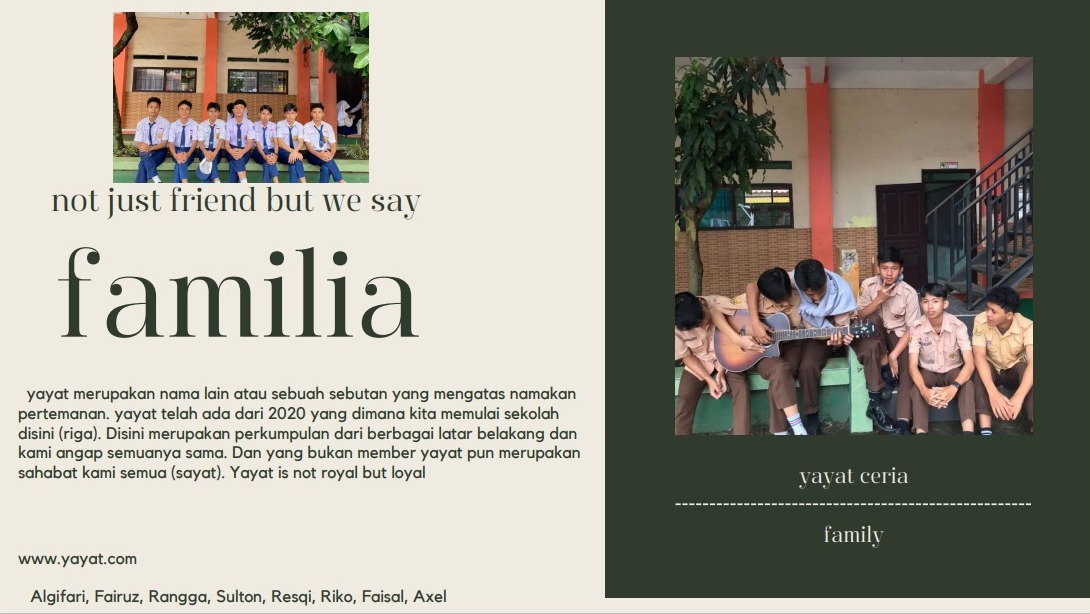 not just friend but we say
familia
yayat merupakan nama lain atau sebuah sebutan yang mengatas namakan
pertemanan. yayat telah ada dari 2020 yang dimana kita memulai sekolah
disini (riga). Disini merupakan perkumpulan dari berbagai latar belakang dan
kami angap semuanya sama. Dan yang bukan member yayat pun merupakan
sahabat kami semua (sayat). Yayat is not royal but loyal
www.yayat.com
Algifari, Fairuz, Rangga, Sulton, Resqi, Riko, Faisal, Axel
yayat ceria
family